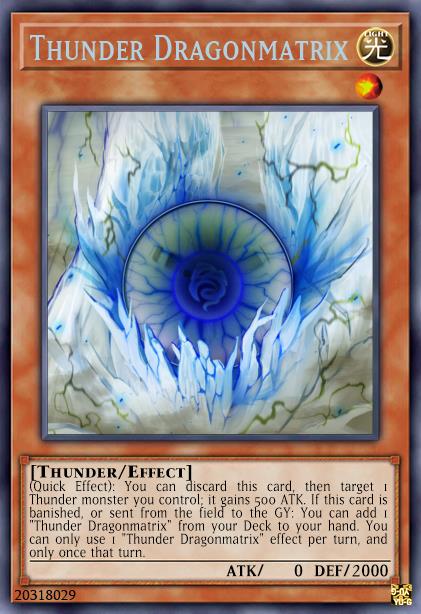 THUNDER DRAGONMATRIX
LIGHT
光
[THUNDER/EFFECT]
(Quick Effect): You can discard this card, then target 1
Thunder monster you control; it gains 500 ATK. If this card is
banished, or sent from the field to the GY: You can add 1
"Thunder Dragonmatrix" from your Deck to your hand. You
can only use 1 "Thunder Dragonmatrix" effect per turn, and
only once that turn.
ATK/ 0 DEF/2000
20318029